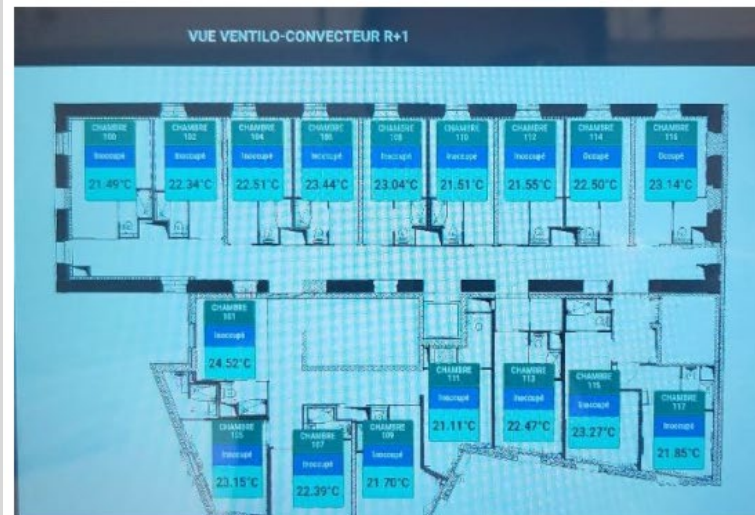 VUE VENTILO-CONVECTEUR R+1
CHAMBRE
100
Inoccupé
21.49°C
CHAMBRE
102
Inoccupé
22.34°C
CHAMBRE
104
Inoccupé
22.51°C
CHAMBRE
106
Inoccupé
23.44°C
CHAMBRE
108
Inoccupé
23.04°C
CHAMBRE
110
Inoccupé
21.51°C
CHAMBRE
112
Inoccupé
21.55°C
CHAMBRE
114
Occupé
22.50°C
CHAMBRE
116
Occupé
23.14°C
CHAMBRE
101
Inoccupé
24.52°C
CHAMBRE
111
Inoccupé
21.11°C
CHAMBRE
113
Inoccupé
22.47°C
CHAMBRE
115
Inoccupé
23.27°C
CHAMBRE
117
Inoccupé
21.85°C
CHAMBRE
105
Inoccupé
23.15°C
CHAMBRE
107
Inoccupé
22.39°C
CHAMBRE
109
Inoccupé
21.70°C